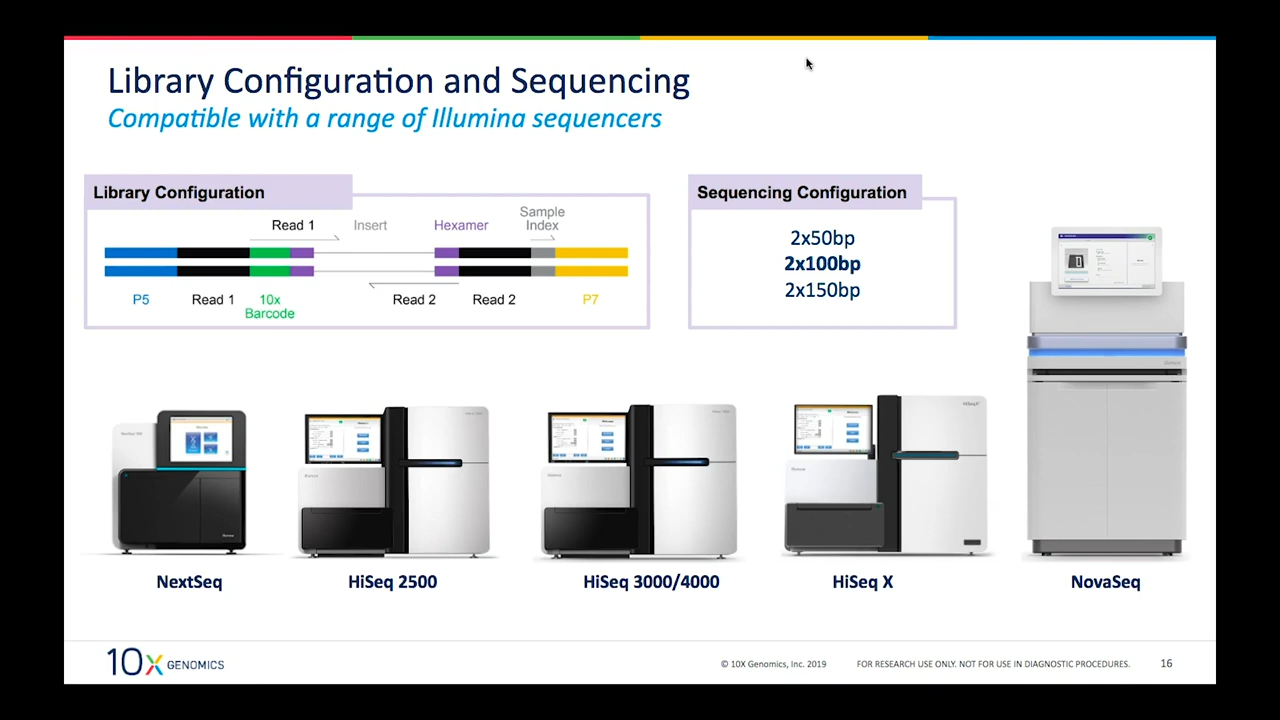 Library Configuration and Sequencing
Compatible with a range of Illumina sequencers
Library Configuration
Read 1
Insert
Hexamer
Sample
Index
P5
Read 1
10x
Barcode
Read 2
Read 2
P7
Sequencing Configuration
2x50bp
2x100bp
2x150bp
NextSeq
HiSeq 2500
HiSeq 3000/4000
HiSeq X
NovaSeq
10X GENOMICS
© 10X Genomics, Inc. 2019
FOR RESEARCH USE ONLY. NOT FOR USE IN DIAGNOSTIC PROCEDURES.
16